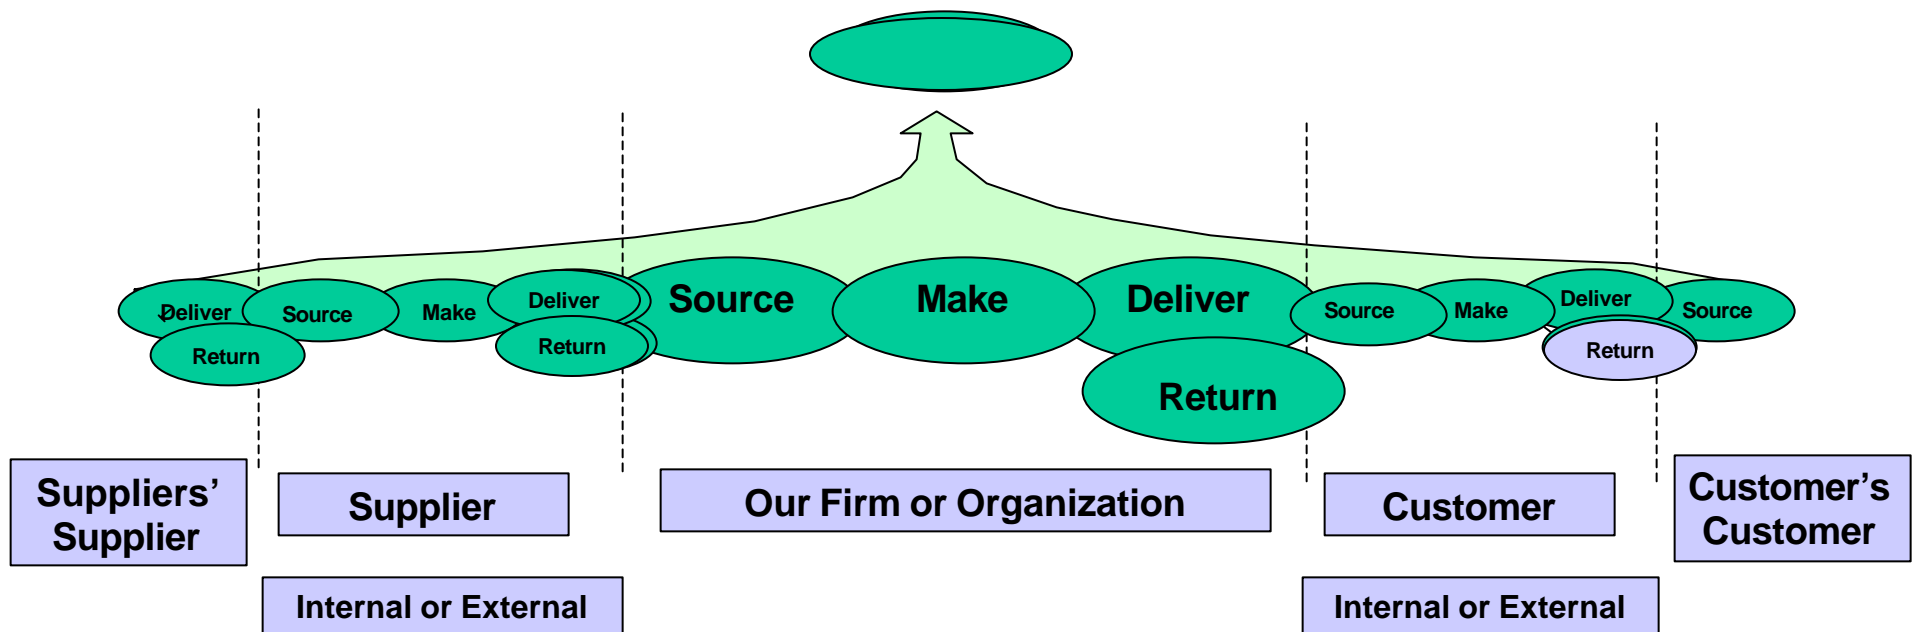 Deliver
Return
Source
Make
Deliver
Return
Source
Make
Deliver
Return
Source
Make
Deliver
Return
Source
Suppliers’
Supplier
Supplier
Our Firm or Organization
Customer
Customer’s
Customer
Internal or External
Internal or External